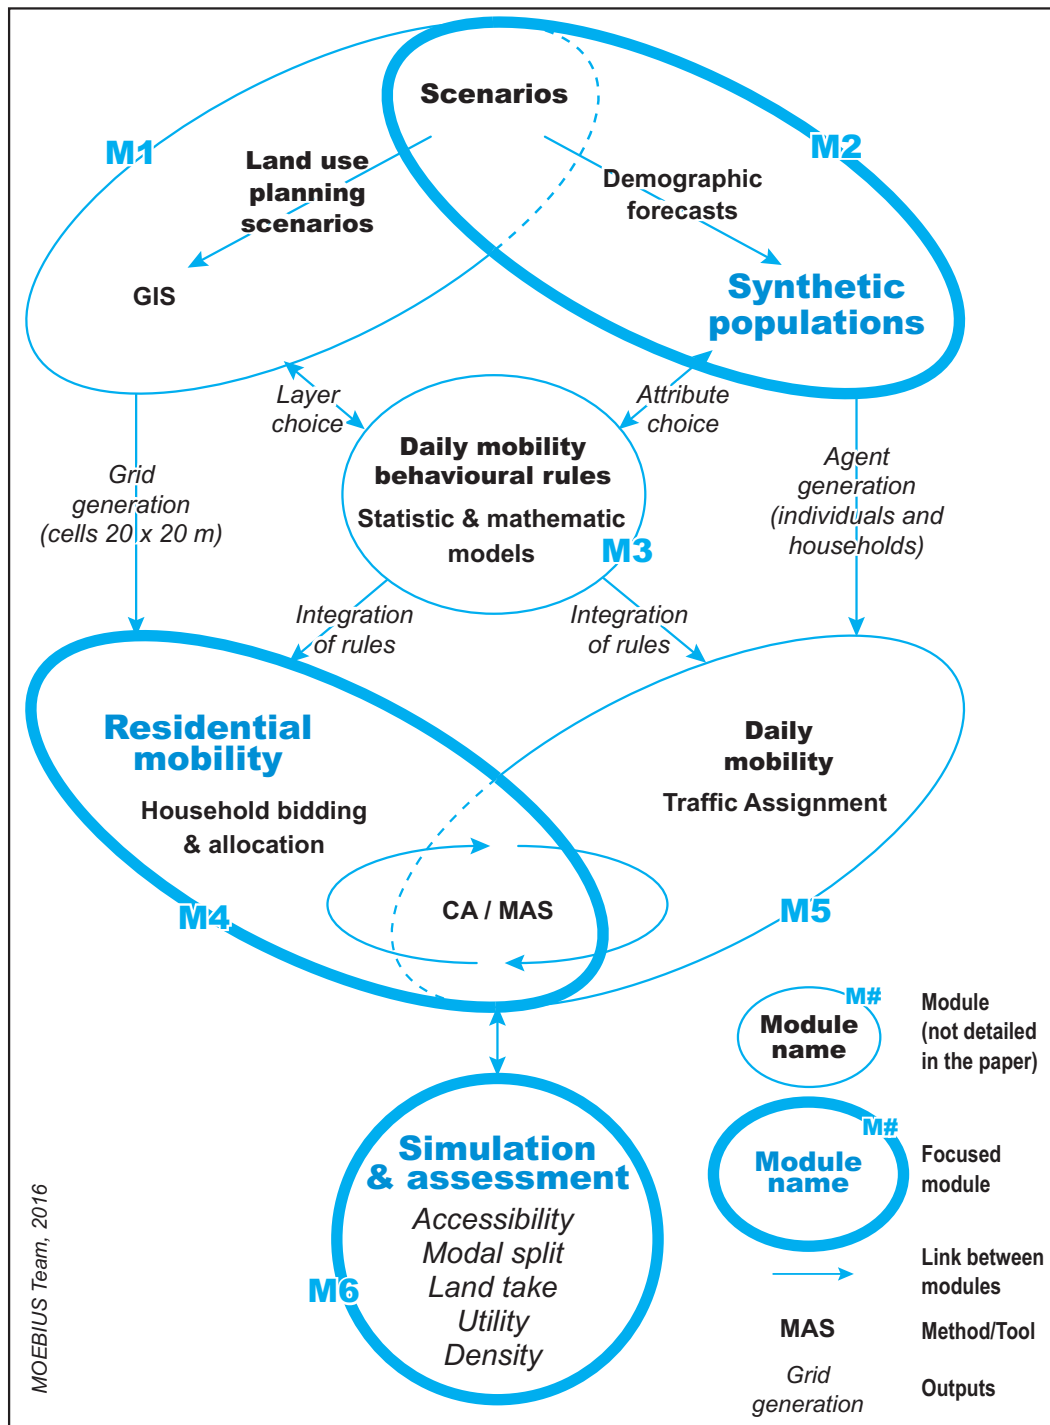 Scenarios
M1
M2
Land use
planning
scenarios
Demographic
forecasts
GIS
Synthetic
populations
Layer
choice
Attribute
choice
Grid
generation
(cells 20 x 20 m)
Daily mobility
behavioural rules
Statistic & mathematic
models
M3
Agent
generation
(individuals and
households)
Integration
of rules
Integration
of rules
Residential
mobility
Household bidding
& allocation
Daily
mobility
Traffic Assignment
CA / MAS
M4
M5
Simulation
& assessment
Accessibility
Modal split
Land take
Utility
Density
M6
M#
Module
name
Module
(not detailed
in the paper)
M#
Module
name
Focused
module
Link between
modules
MAS
Method/Tool
Grid
generation
Outputs
MOEBIUS Team, 2016